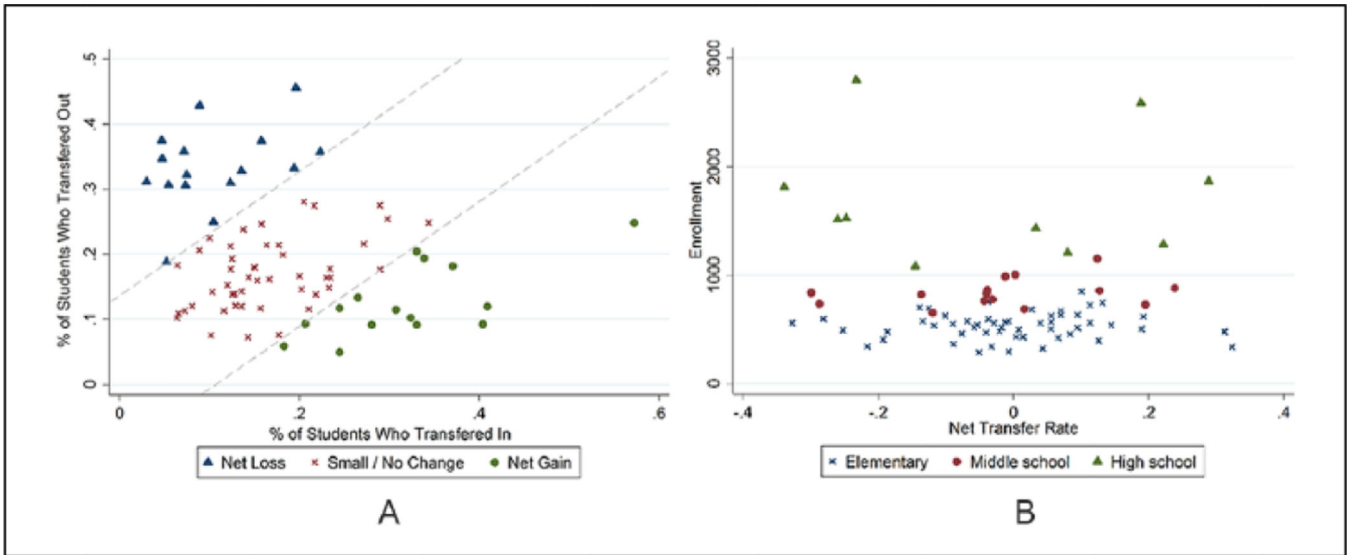 % of Students Who Transfered Out
.5
.4
.3
.2
.1
0
0 .2 .4 .6
% of Students Who Transfered In
Net Loss Small / No Change Net Gain
A
Enrollment
3000
2000
1000
0
-.4 -.2 0 .2 .4
Net Transfer Rate
Elementary Middle school High school
B